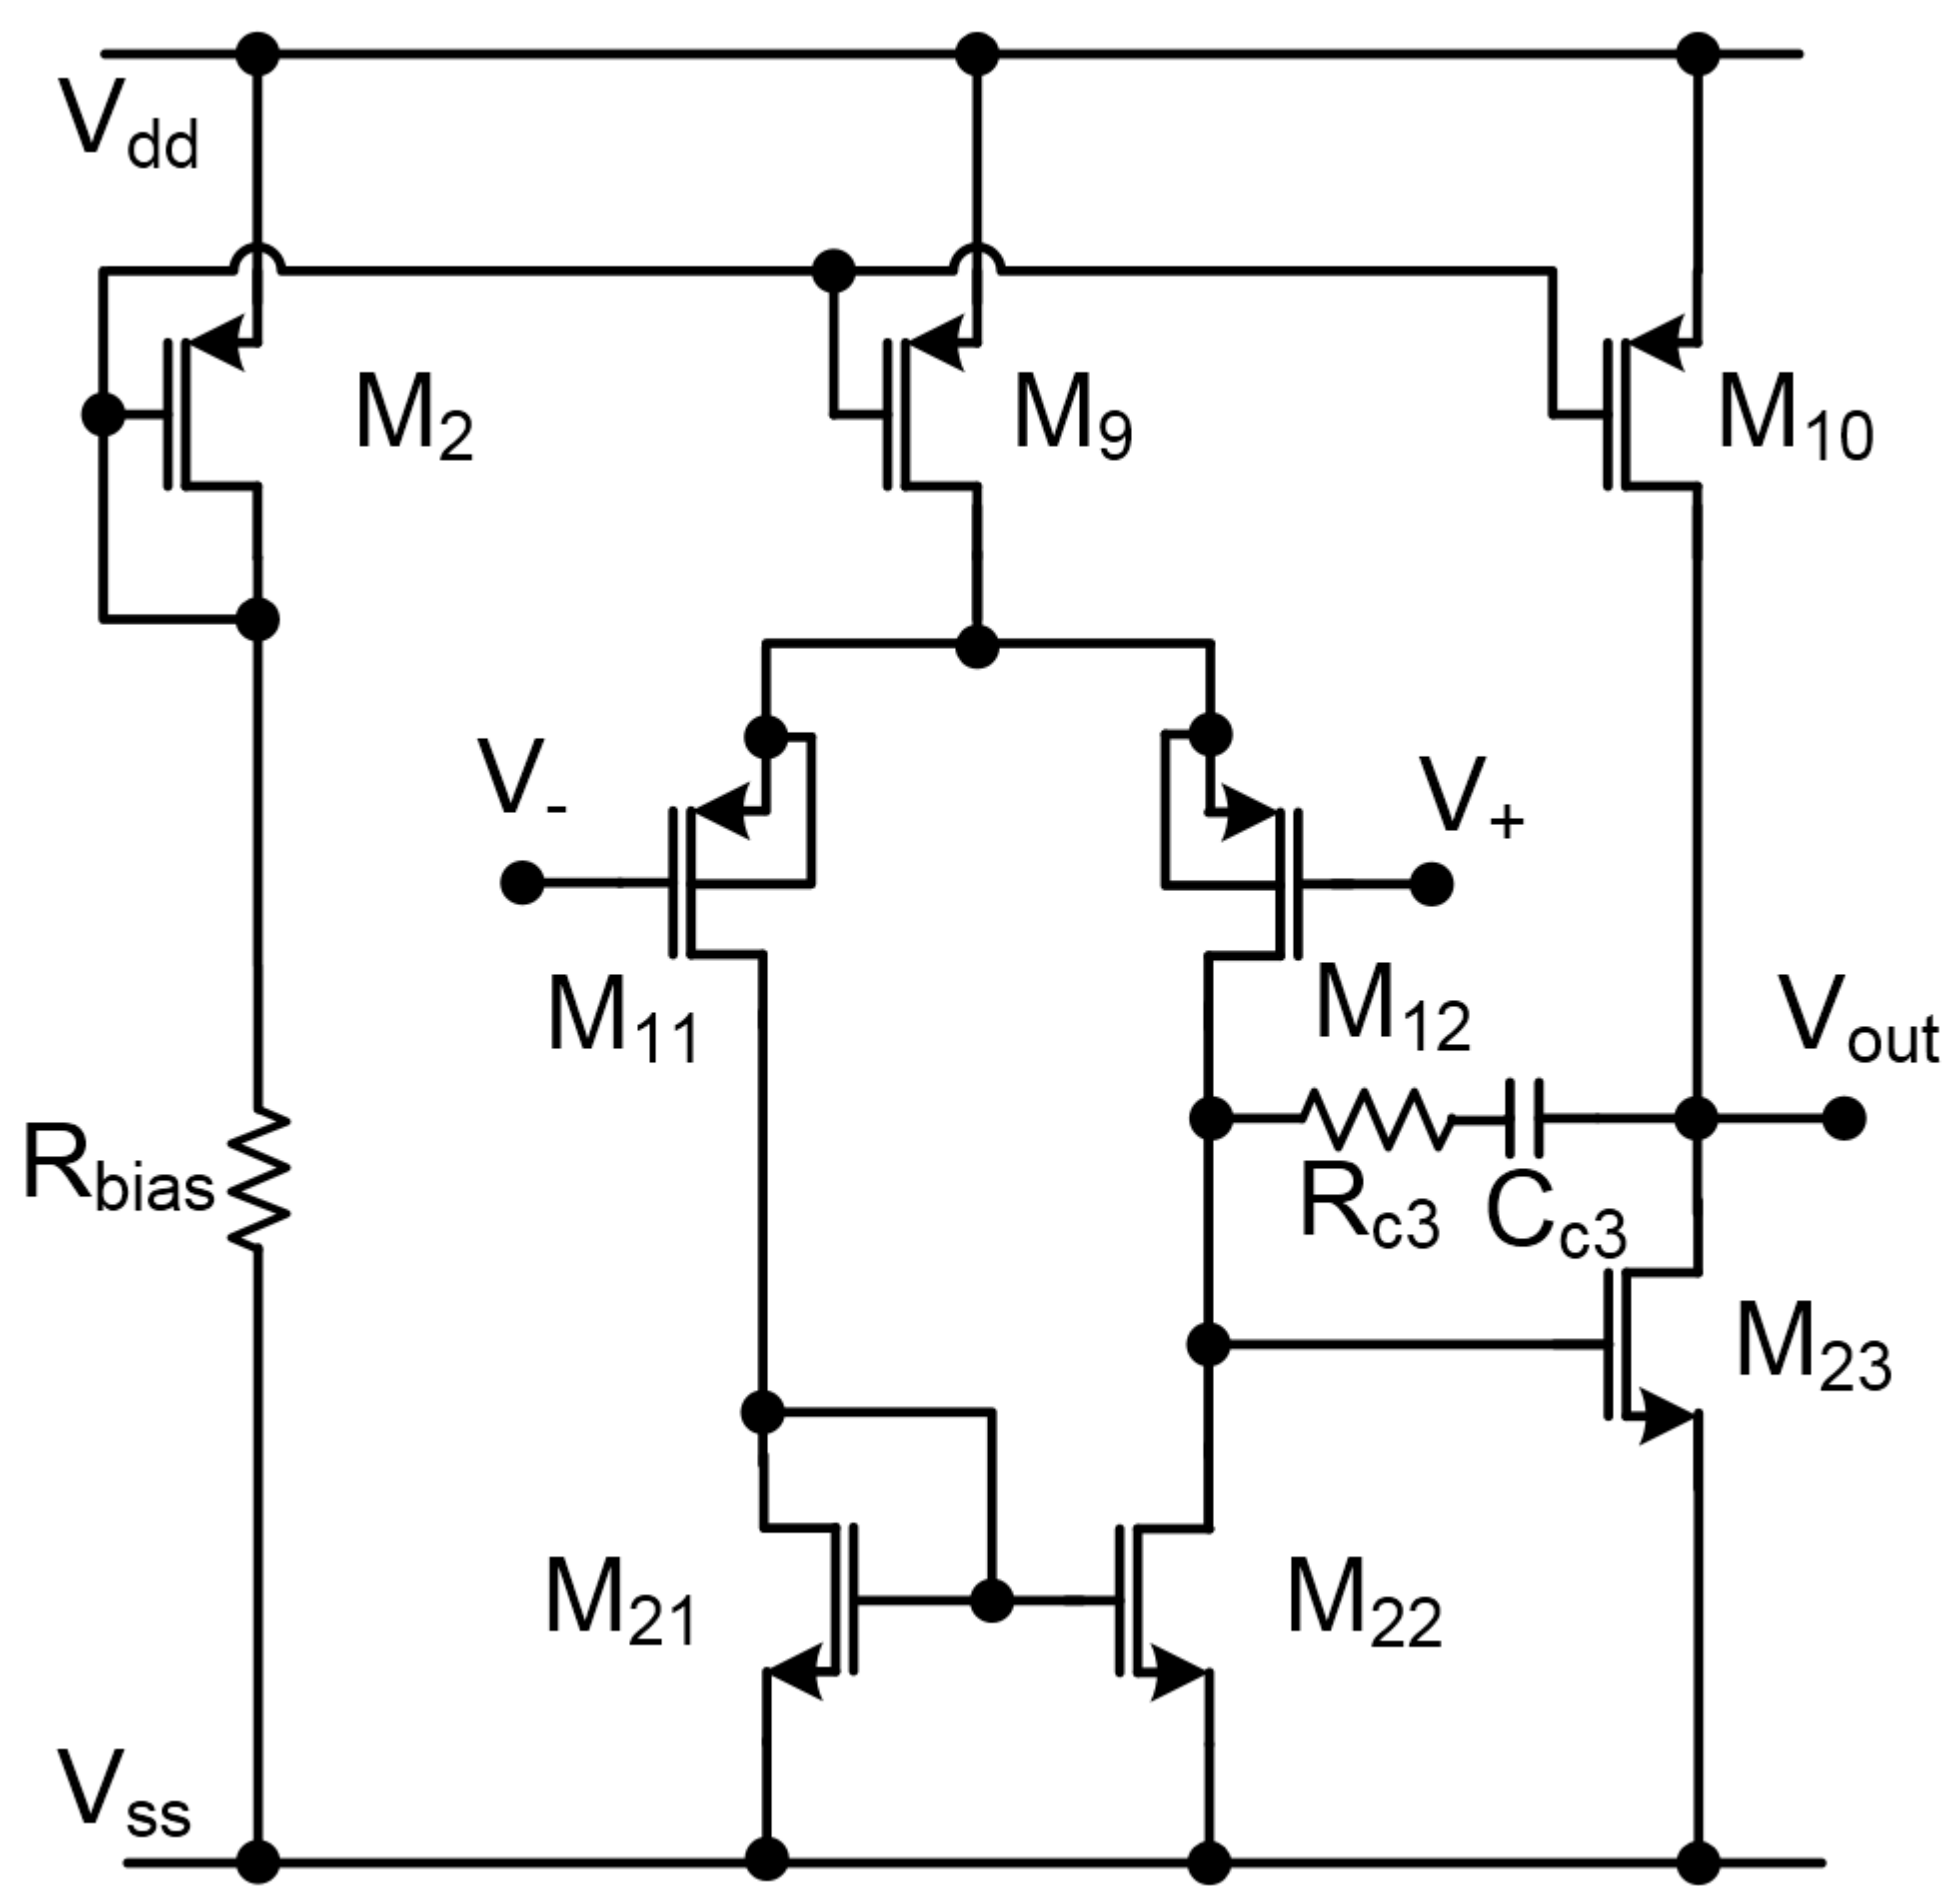 Vdd
M2
M9
M10
V-
V+
M11
M12
Vout
Rbias
Rc3
Cc3
M23
M21
M22
Vss